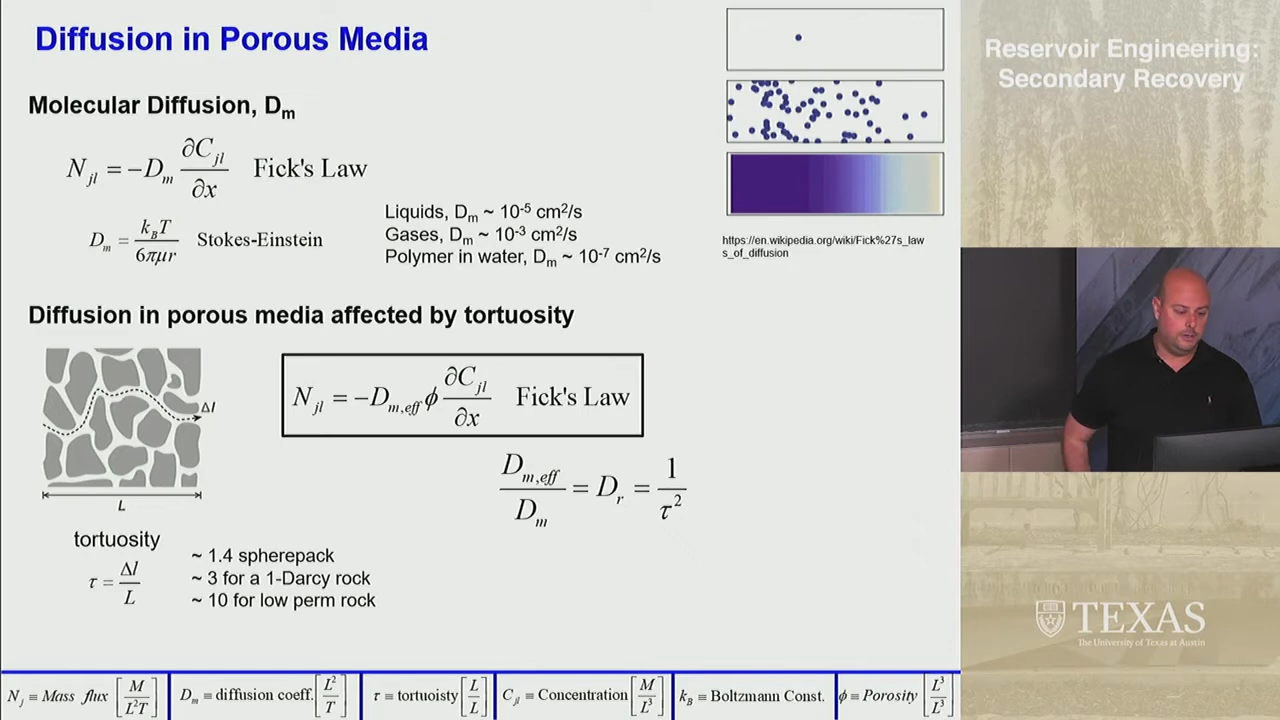 Diffusion in Porous Media
Molecular Diffusion, Dₘ
N_jl = −D_m ∂C_jl/∂x Fick's Law
D_m = k_B T/6πμr Stokes-Einstein
Liquids, Dₘ ~ 10⁻⁵ cm²/s
Gases, Dₘ ~ 10⁻³ cm²/s
Polymer in water, Dₘ ~ 10⁻⁷ cm²/s
https://en.wikipedia.org/wiki/Fick%27s_law
s_of_diffusion
Diffusion in porous media affected by tortuosity
Δl
L
N_jl = −D_m,eff ϕ ∂C_jl/∂x Fick's Law
D_m,eff/D_m = D_r = 1/τ²
tortuosity
τ = Δl/L
~ 1.4 spherepack
~ 3 for a 1-Darcy rock
~ 10 for low perm rock
N_j ≡ Mass flux [M/L²T]
D_m ≡ diffusion coeff. [L²/T]
τ ≡ tortuoisty [L/L]
C_jl ≡ Concentration [M/L³]
k_B ≡ Boltzmann Const.
ϕ ≡ Porosity [L³/L³]
Reservoir Engineering:
Secondary Recovery
TEXAS
The University of Texas at Austin